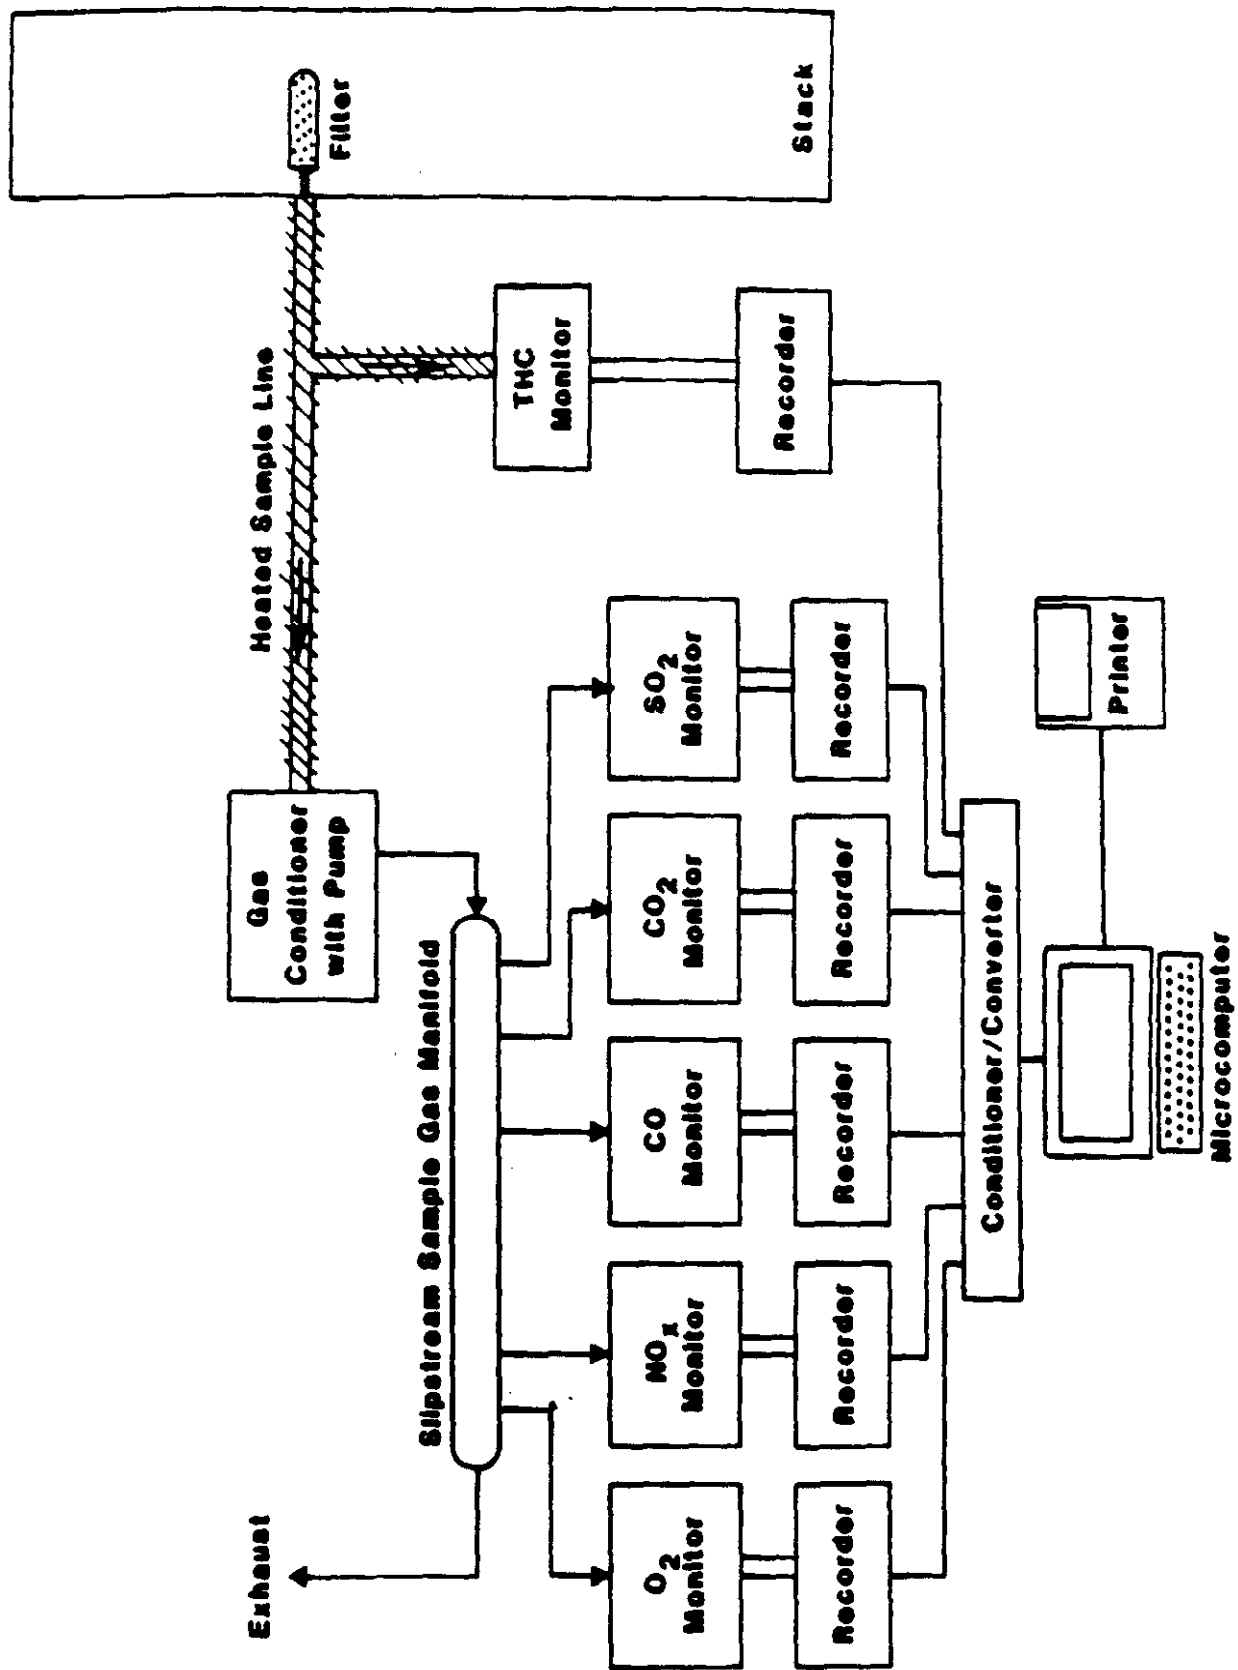 Stack
Filter
Heated Sample Line
Gas
Conditioner
with Pump
THC
Monitor
Recorder
Exhaust
Slipstream Sample Gas Manifold
O2
Monitor
NOx
Monitor
CO
Monitor
CO2
Monitor
SO2
Monitor
Recorder
Recorder
Recorder
Recorder
Recorder
Conditioner/Converter
Printer
Microcomputer